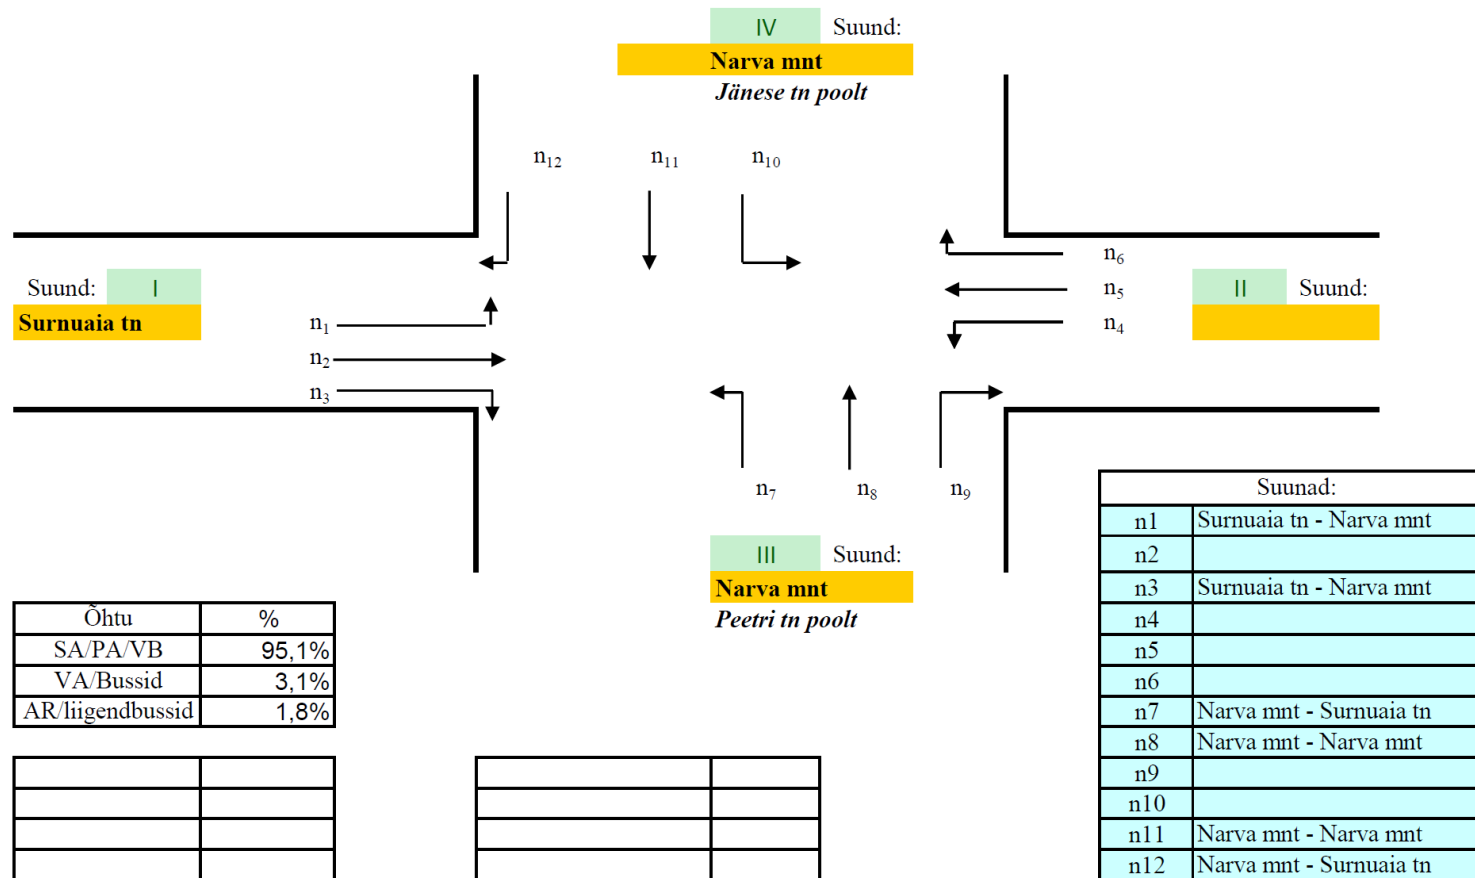 IV Suund:
Narva mnt
Jänese tn poolt
n12 n11 n10
n6
Suund: I
n5
II Suund:
Surnuaia tn
n1
n4
n2
n3
n7 n8 n9
Suunad:
n1 Surnuaia tn - Narva mnt
n2
III Suund:
n3 Surnuaia tn - Narva mnt
Narva mnt
Peetri tn poolt
Õhtu %
n4
SA/PA/VB 95,1%
n5
VA/Bussid 3,1%
n6
AR/liigendbussid 1,8%
n7 Narva mnt - Surnuaia tn
n8 Narva mnt - Narva mnt
n9
n10
n11 Narva mnt - Narva mnt
n12 Narva mnt - Surnuaia tn